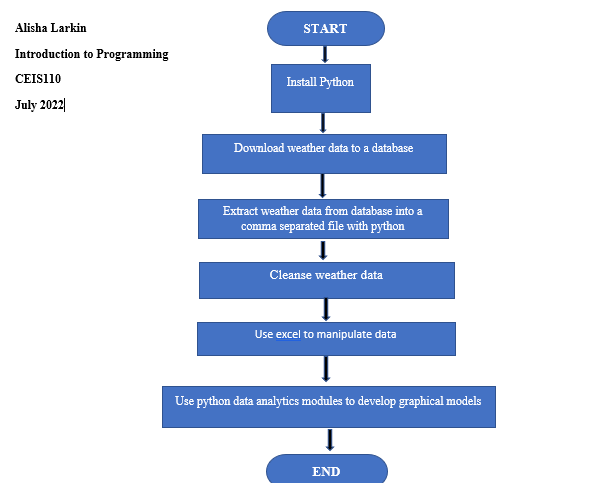 Alisha Larkin
Introduction to Programming
CEIS110
July 2022
START
Install Python
Download weather data to a database
Extract weather data from database into a
comma separated file with python
Cleanse weather data
Use excel to manipulate data
Use python data analytics modules to develop graphical models
END